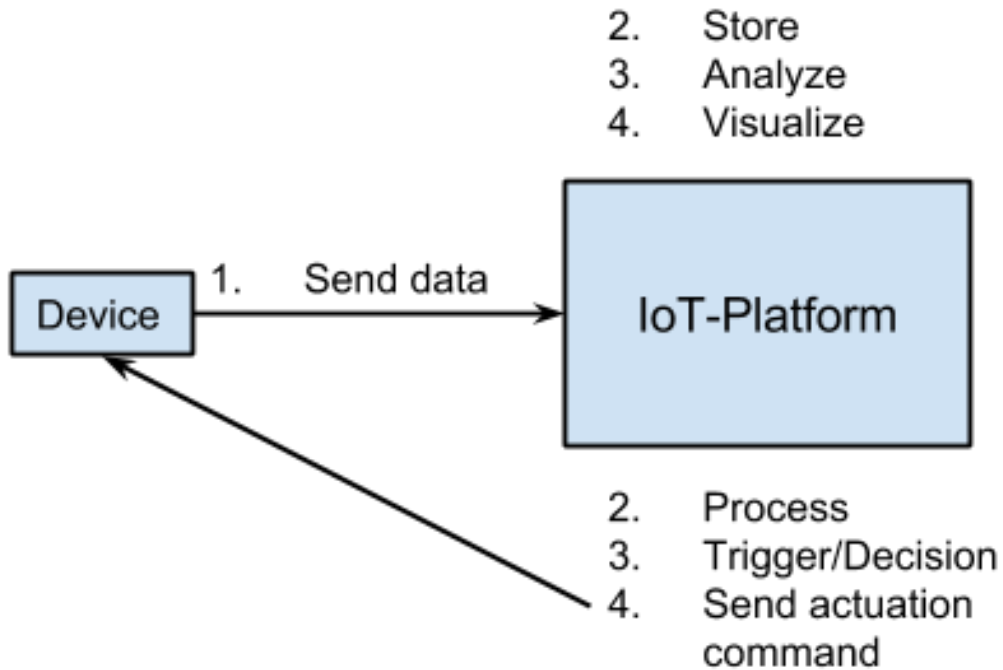 2. Store
3. Analyze
4. Visualize
1. Send data
Device
IoT-Platform
2. Process
3. Trigger/Decision
4. Send actuation
command